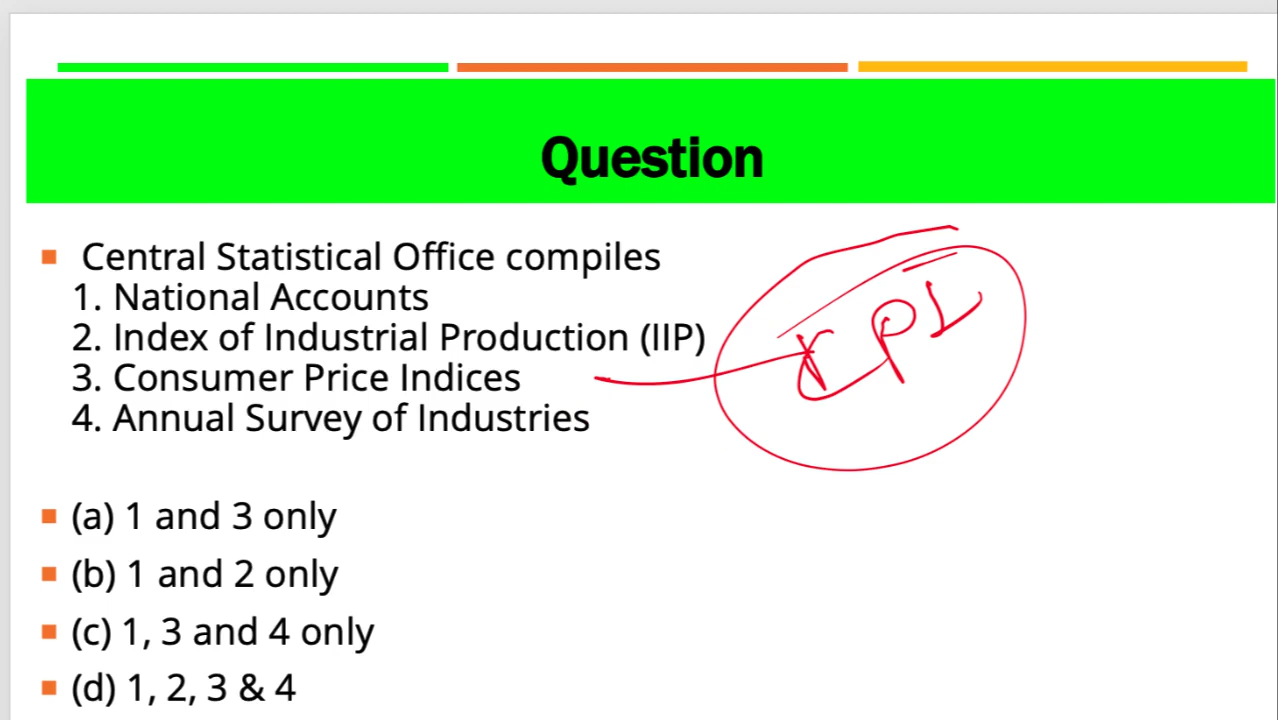 Question
Central Statistical Office compiles
1. National Accounts
2. Index of Industrial Production (IIP)
3. Consumer Price Indices
4. Annual Survey of Industries
CPI
(a) 1 and 3 only
(b) 1 and 2 only
(c) 1, 3 and 4 only
(d) 1, 2, 3 & 4